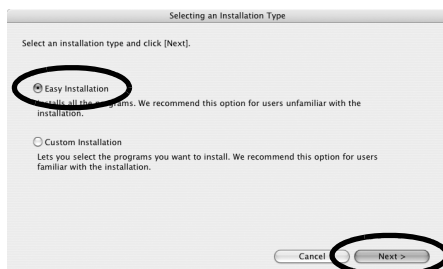 Selecting an Installation Type
Select an installation type and click [Next].
Easy Installation
Installs all the programs. We recommend this option for users unfamiliar with the
installation.
Custom Installation
Lets you select the programs you want to install. We recommend this option for users
familiar with the installation.
Cancel
Next >